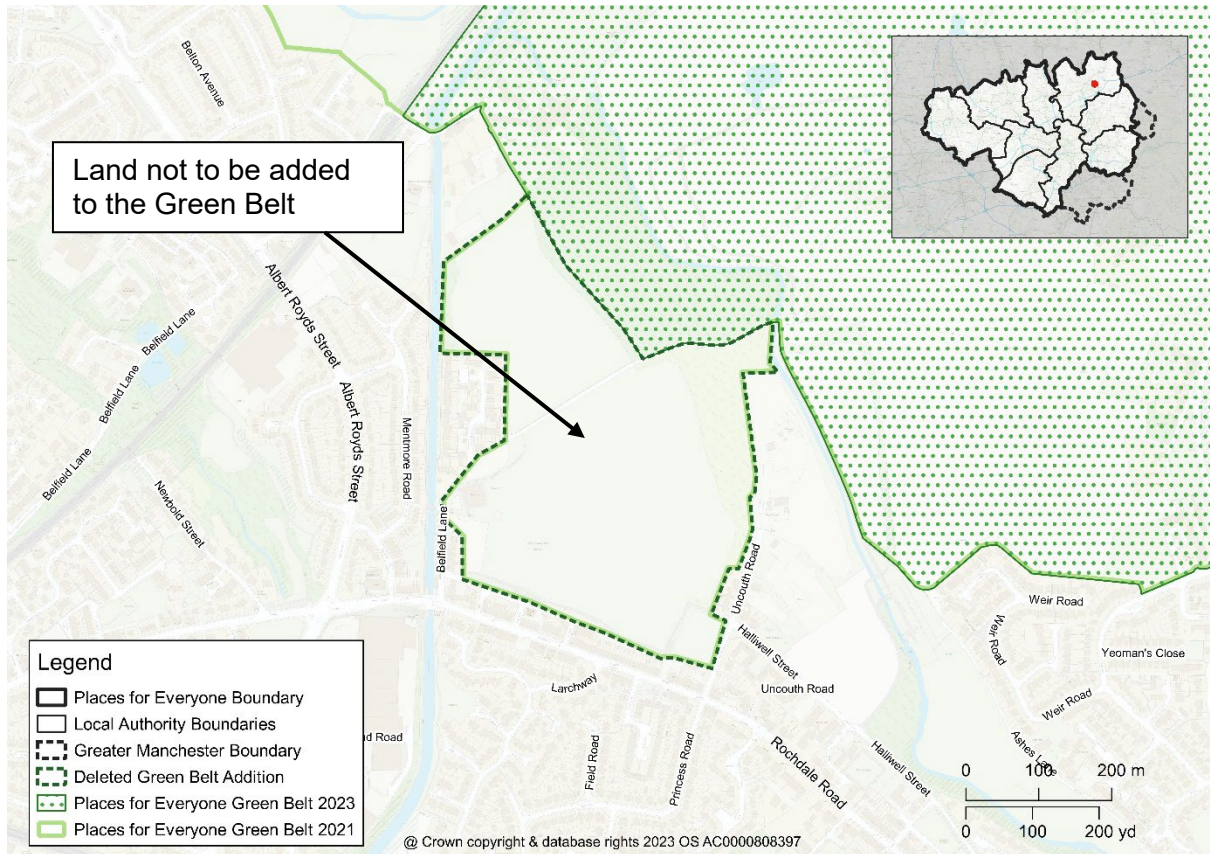 Belfon Avenue
Land not to be added
to the Green Belt
Albert Royds Street
Belfield Lane
Belfield Lane
Albert Royds Street
Mentmore Road
Belfield Lane
Newbold Street
Belfield Lane
Uncouth Road
Weir Road
Weir Road
Yeoman's Close
Halliwell Street
Larchway
Uncouth Road
Weir Road
Field Road
Princess Road
Rochdale Road
Halliwell Street
Ashes Lane
Road
Legend
Places for Everyone Boundary
Local Authority Boundaries
Greater Manchester Boundary
Deleted Green Belt Addition
Places for Everyone Green Belt 2023
Places for Everyone Green Belt 2021
0 100 200 m
0 100 200 yd
@ Crown copyright & database rights 2023 OS AC0000808397